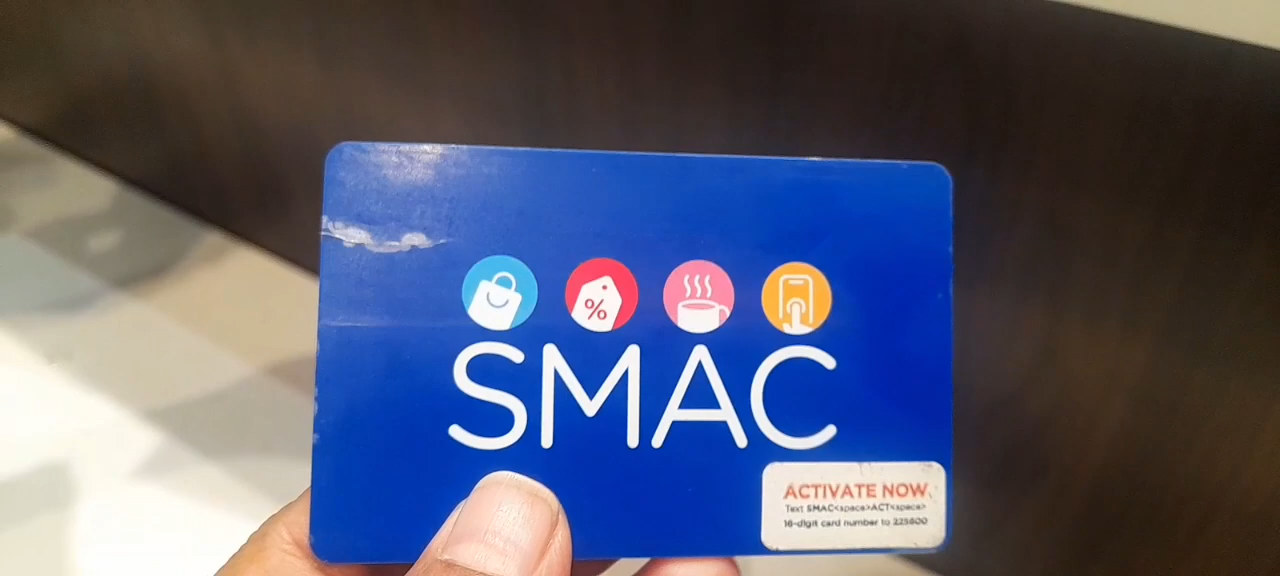 %
SMAC
ACTIVATE NOW
Text SMAC<space>ACT<space>
16-digit card number to 225600